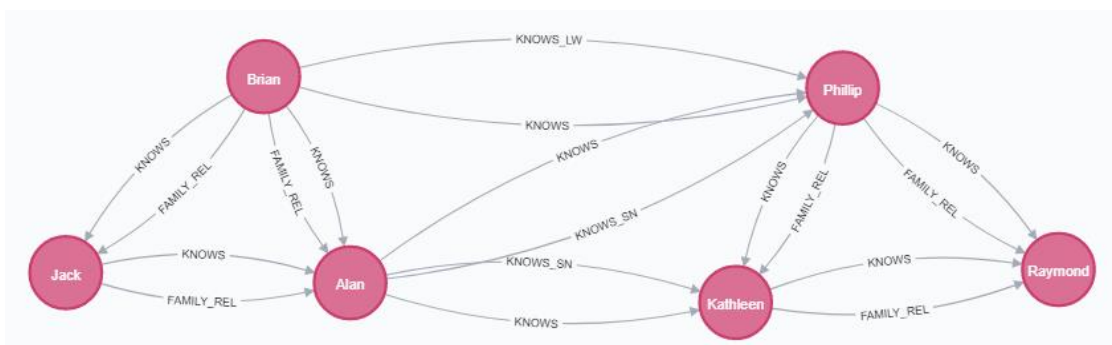 KNOWS_LW
Brian
Phillip
KNOWS
KNOWS
KNOWS
KNOWS
KNOWS
KNOWS
FAMILY_REL
FAMILY_REL
FAMILY_REL
FAMILY_REL
KNOWS_SN
KNOWS
KNOWS_SN
KNOWS
Jack
Alan
Kathleen
Raymond
FAMILY_REL
KNOWS
FAMILY_REL